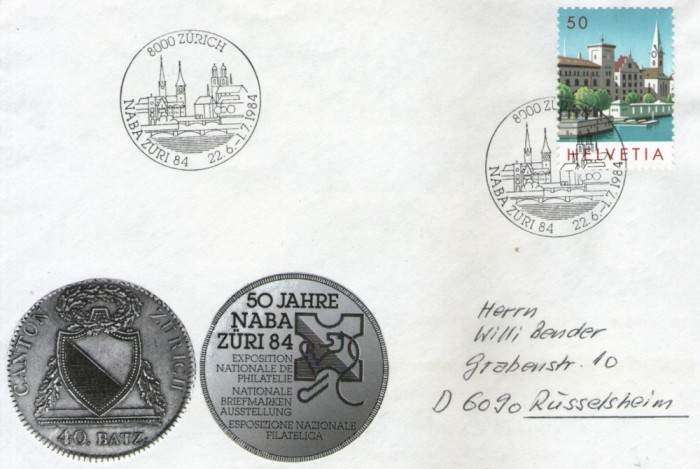 8000 ZÜRICH
NABA ZÜRI 84 22.6.-1.7.1984
50
HELVETIA
8000 ZÜ
NABA ZÜRI 84 22.6.-1.7.1984
CANTON ZÜRICH
40. BATZ.
50 JAHRE
NABA
ZÜRI 84
EXPOSITION
NATIONALE DE
PHILATELIE
NATIONALE
BRIEFMARKEN
AUSSTELLUNG
ESPOSIZIONE NAZIONALE
FILATELICA
Herrn
Willi Bender
Grabenstr. 10
D 6090 Rüsselsheim